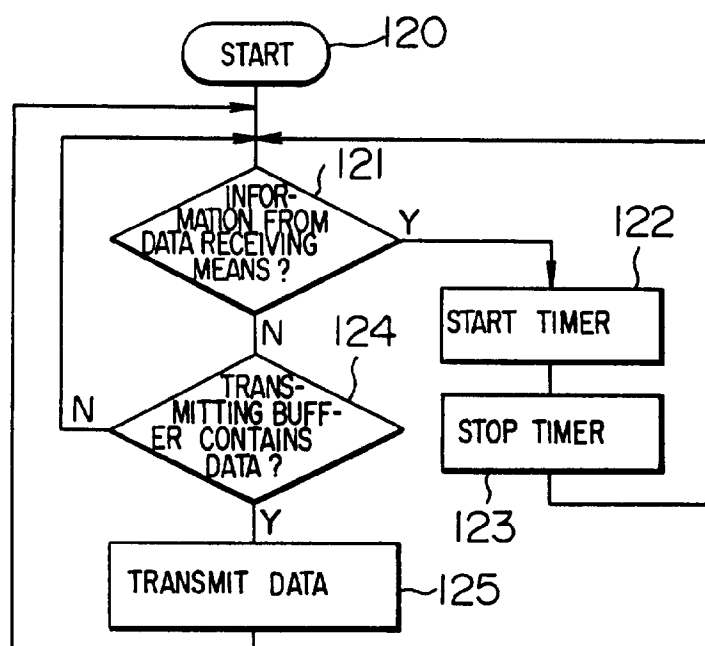 START
120
INFOR-
MATION FROM
DATA RECEIVING
MEANS ?
121
Y
122
START TIMER
N
124
TRANS-
MITTING BUFF-
ER CONTAINS
DATA ?
N
STOP TIMER
123
Y
TRANSMIT DATA
125